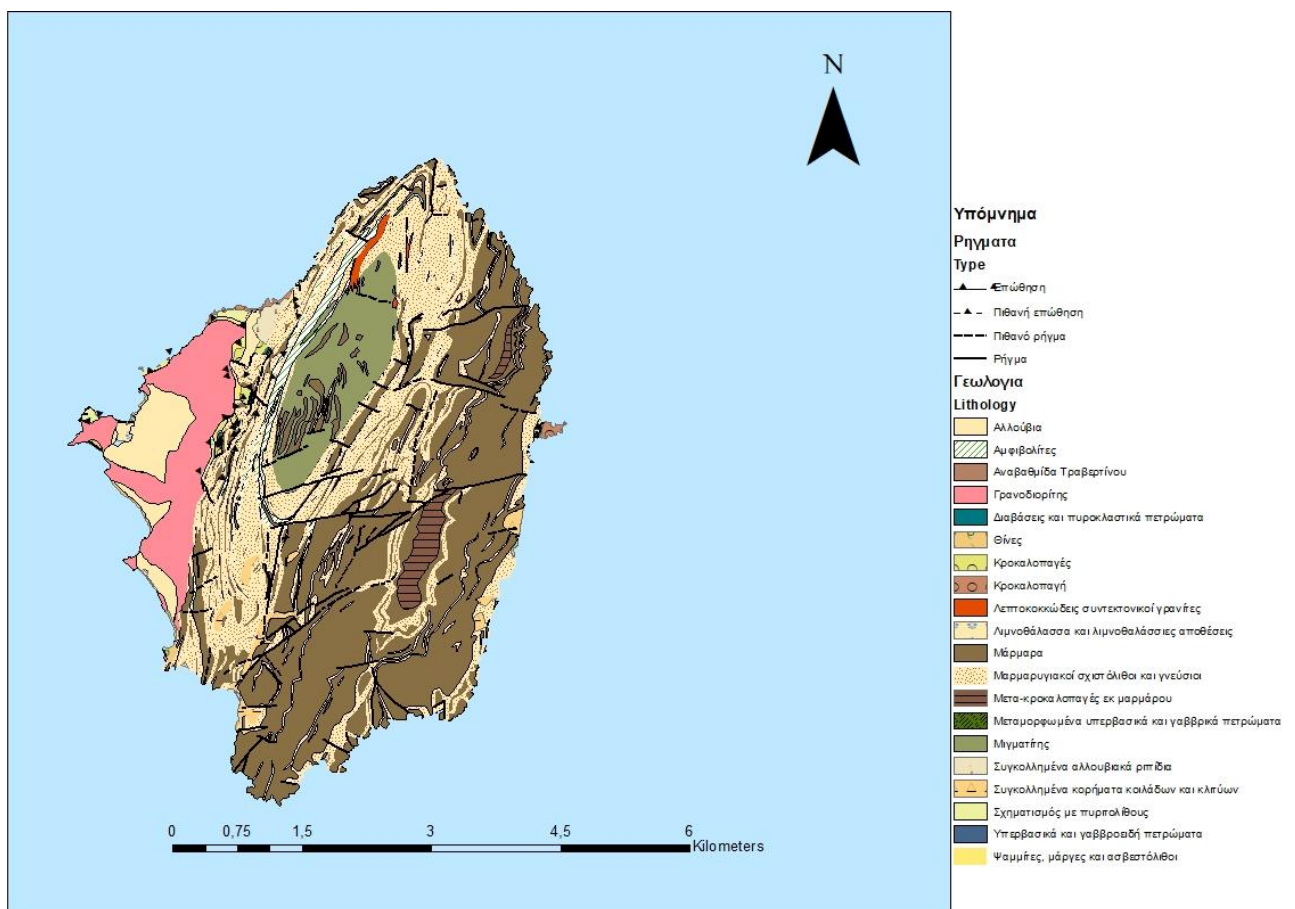 N
Υπόμνημα
Ρηγματα
Type
Επώθηση
Πιθανή επώθηση
Πιθανό ρήγμα
Ρήγμα
Γεωλογια
Lithology
Αλλούβια
Αμφιβολίτες
Αναβαθμίδα Τραβερτίνου
Γρανοδιορίτης
Διαβάσεις και πυροκλαστικά πετρώματα
Θίνες
Κροκαλοπαγές
Κροκαλοπαγή
Λεπτοκοκκώδεις συντεκτονικοί γρανίτες
Λιμνοθάλασσα και λιμνοθαλάσσιες αποθέσεις
Μάρμαρα
Μαρμαρυγιακοί σχιστόλιθοι και γνεύσιοι
Μετα-κροκαλοπαγές εκ μαρμάρου
Μεταμορφωμένα υπερβασικά και γαββρικά πετρώματα
Μιγματίτης
Συγκολλημένα αλλουβιακά ριπίδια
Συγκολλημένα κορήματα κοιλάδων και κλιτύων
Σχηματισμός με πυριτολίθους
Υπερβασικά και γαββροειδή πετρώματα
Ψαμμίτες, μάργες και ασβεστόλιθοι
0 0,75 1,5 3 4,5 6
Kilometers